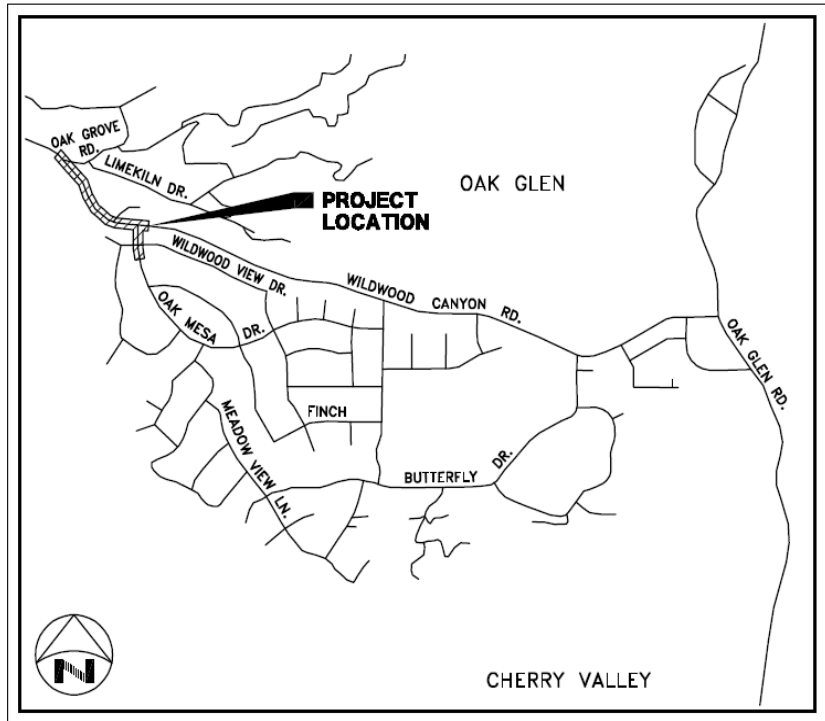 OAK GROVE
RD.
LIMEKILN DR.
OAK GLEN
PROJECT
LOCATION
WILDWOOD VIEW DR.
WILDWOOD CANYON RD.
OAK MESA DR.
OAK GLEN RD.
FINCH
MEADOW VIEW LN.
BUTTERFLY DR.
N
CHERRY VALLEY